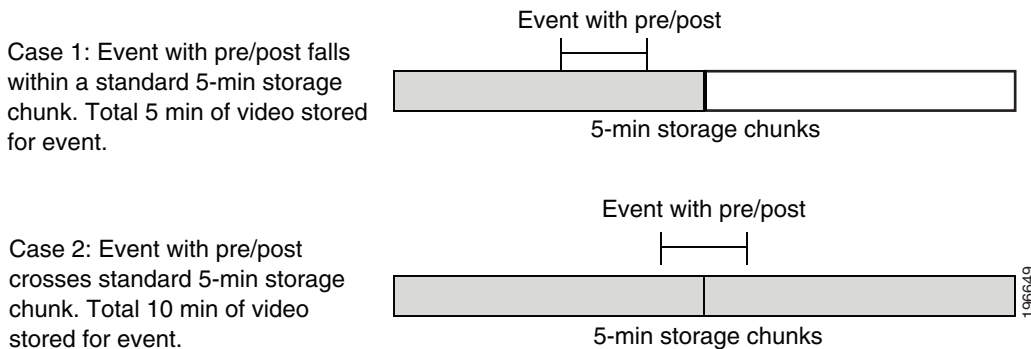 Event with pre/post
Case 1: Event with pre/post falls
within a standard 5-min storage
chunk. Total 5 min of video stored
for event.
5-min storage chunks
Event with pre/post
Case 2: Event with pre/post
crosses standard 5-min storage
chunk. Total 10 min of video
stored for event.
5-min storage chunks
196649